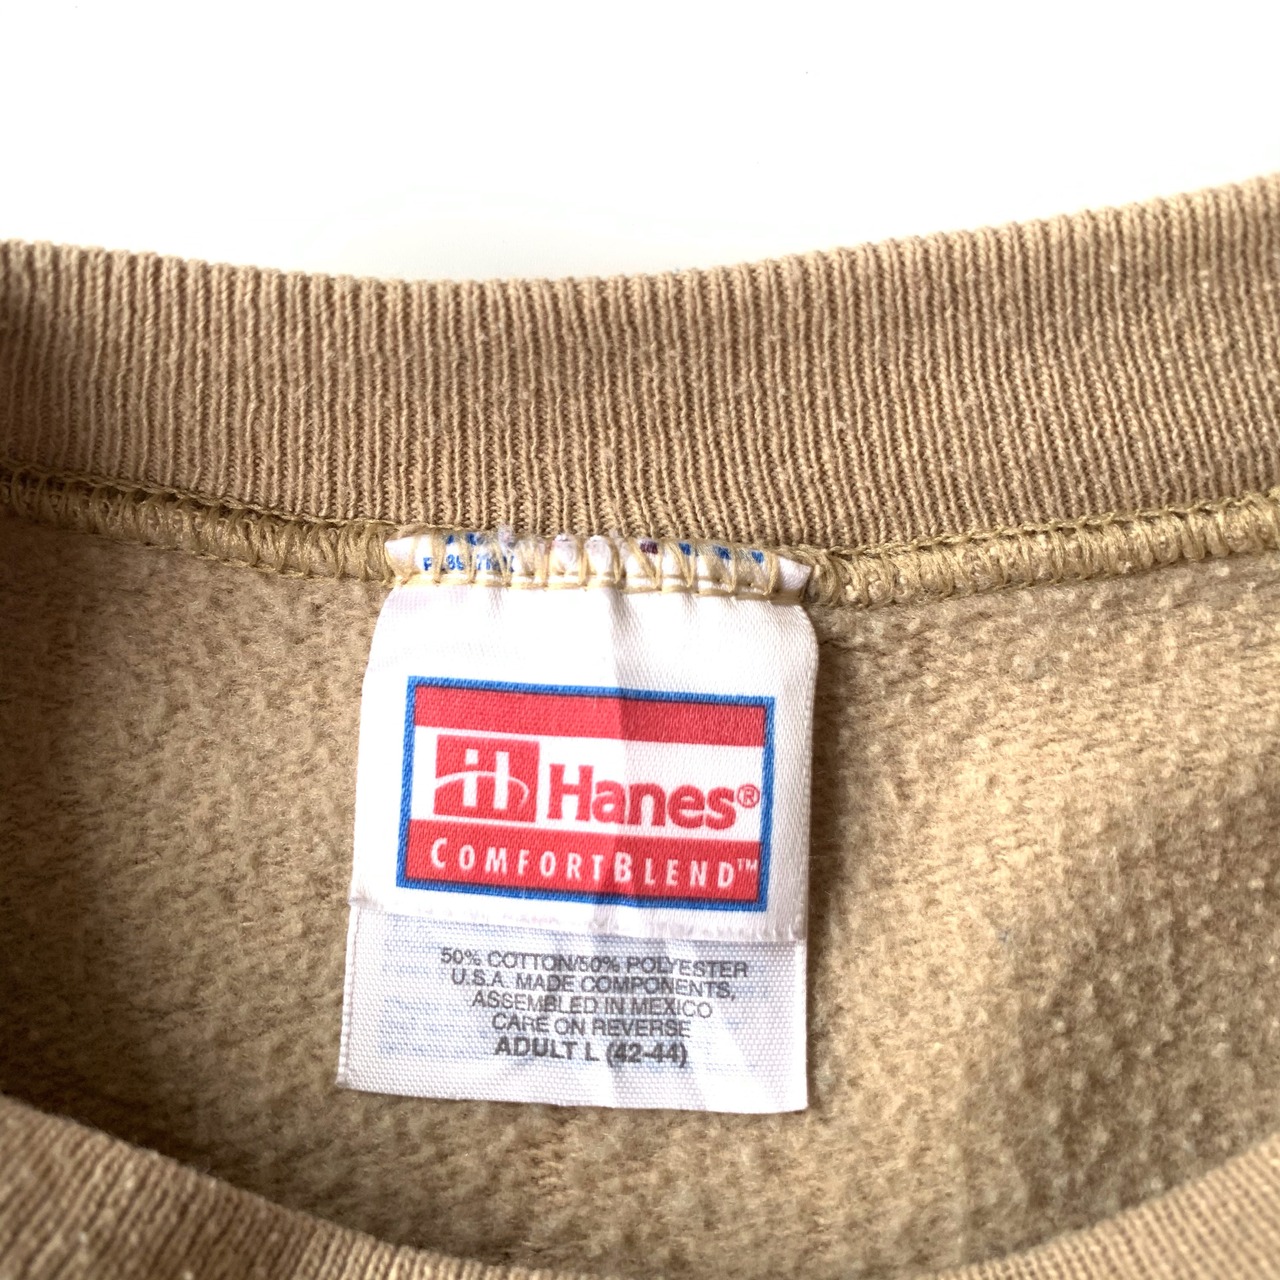 Hanes®
COMFORTBLEND™
50% COTTON/50% POLYESTER
U.S.A. MADE COMPONENTS,
ASSEMBLED IN MEXICO
CARE ON REVERSE
ADULT L (42-44)